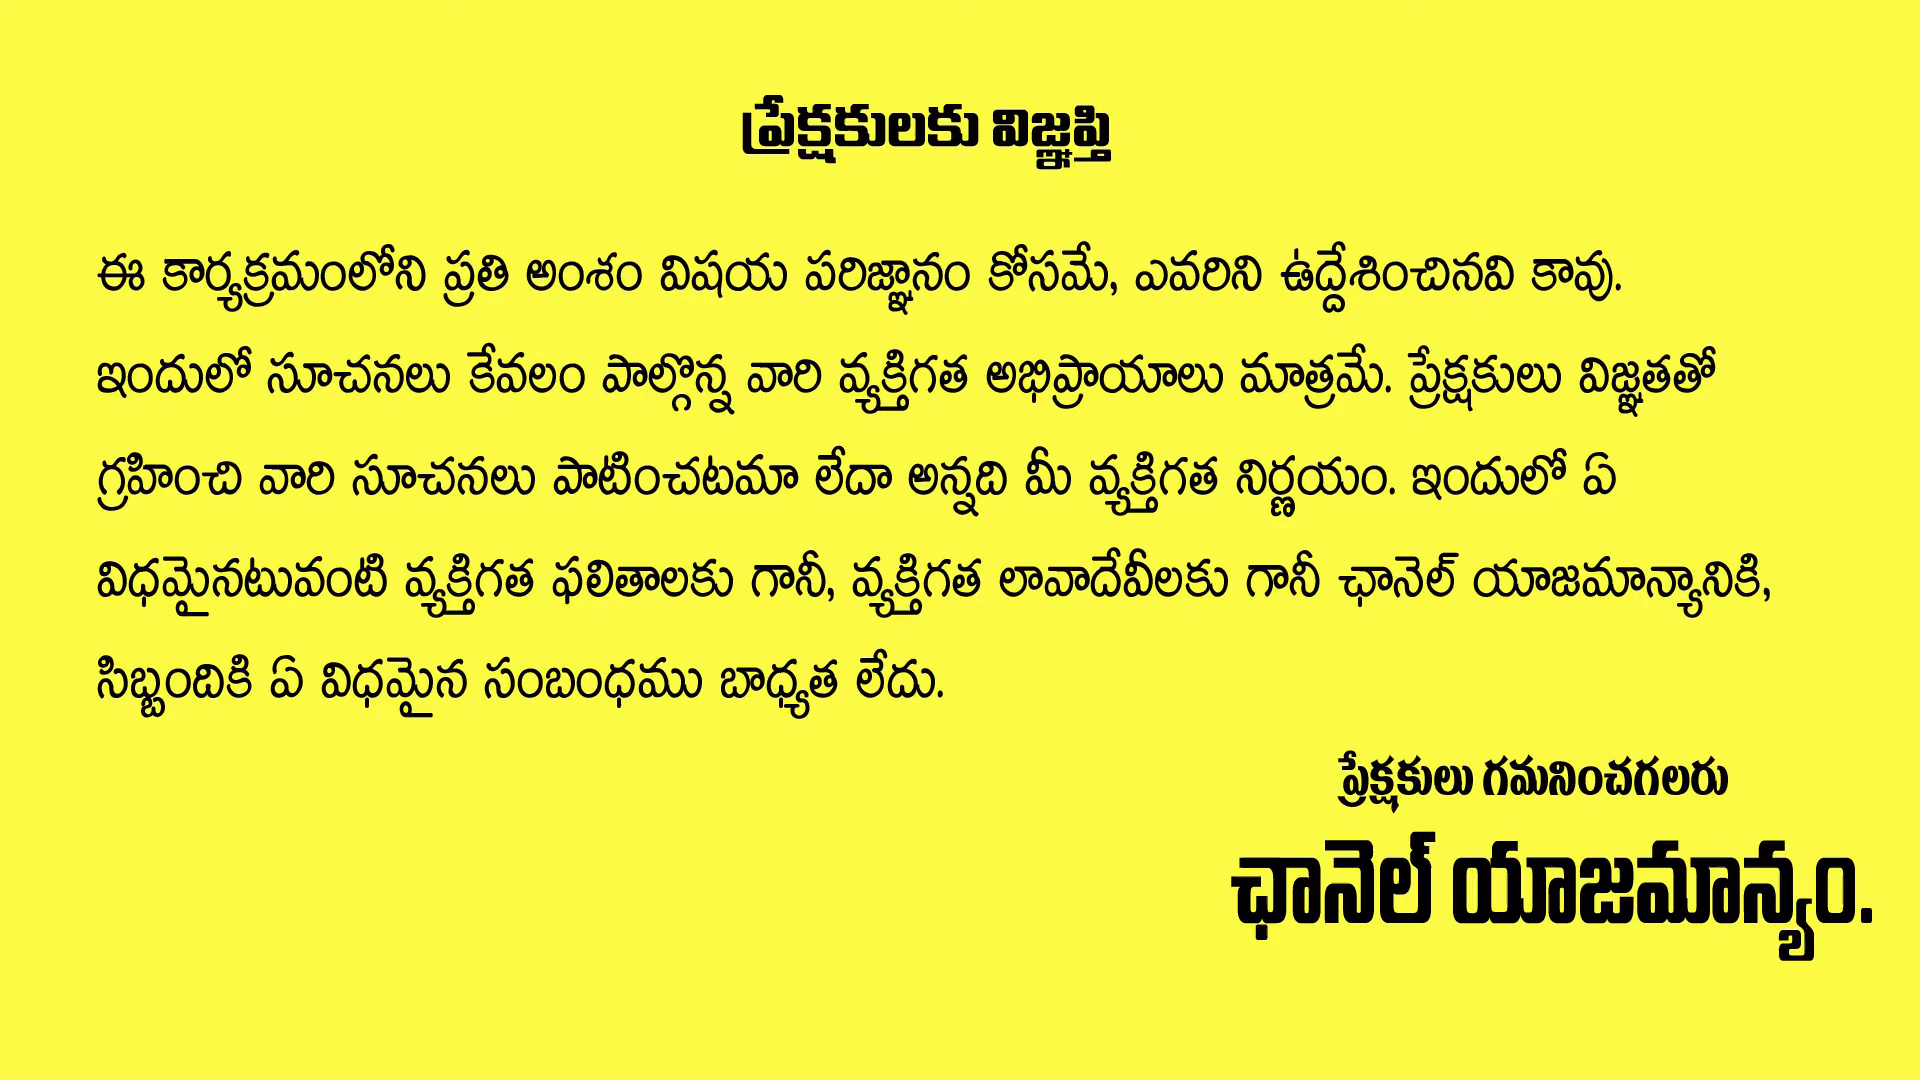 ప్రేక్షకులకు విజ్ఞప్తి
ఈ కార్యక్రమంలోని ప్రతి అంశం విషయ పరిజ్ఞానం కోసమే, ఎవరిని ఉద్దేశించినవి కావు.
ఇందులో సూచనలు కేవలం పాల్గొన్న వారి వ్యక్తిగత అభిప్రాయాలు మాత్రమే. ప్రేక్షకులు విజ్ఞతతో
గ్రహించి వారి సూచనలు పాటించటమా లేదా అన్నది మీ వ్యక్తిగత నిర్ణయం. ఇందులో ఏ
విధమైనటువంటి వ్యక్తిగత ఫలితాలకు గానీ, వ్యక్తిగత లావాదేవీలకు గానీ ఛానెల్ యాజమాన్యానికి,
సిబ్బందికి ఏ విధమైన సంబంధము బాధ్యత లేదు.
ప్రేక్షకులు గమనించగలరు
ఛానెల్ యాజమాన్యం.